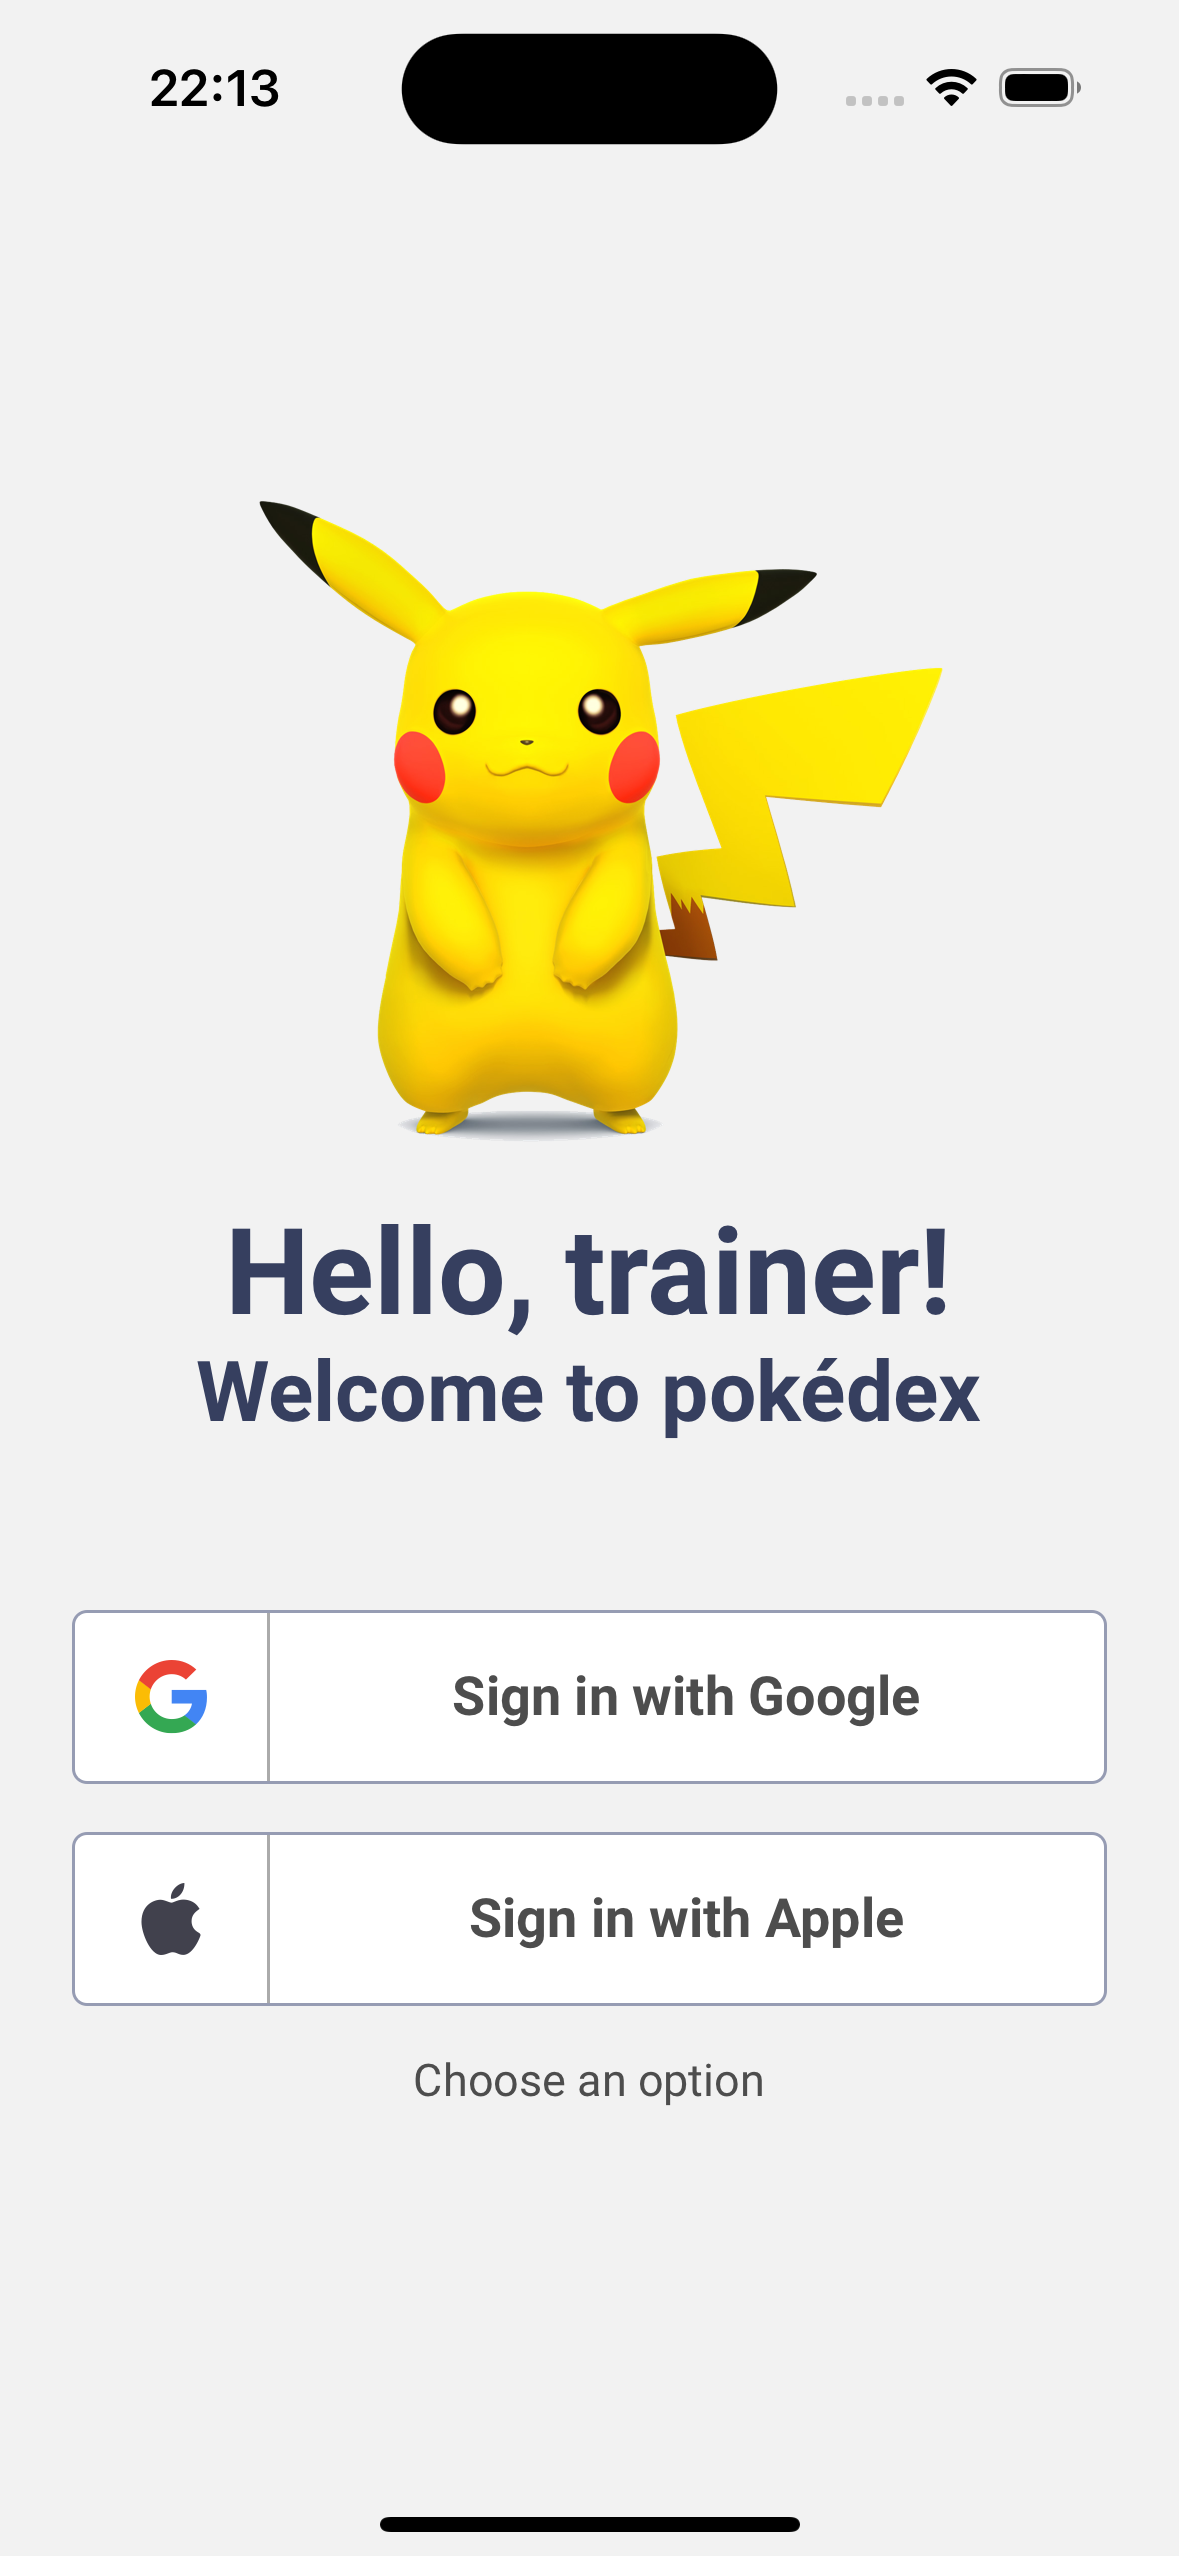 22:13
Hello, trainer!
Welcome to pokédex
Sign in with Google
Sign in with Apple
Choose an option